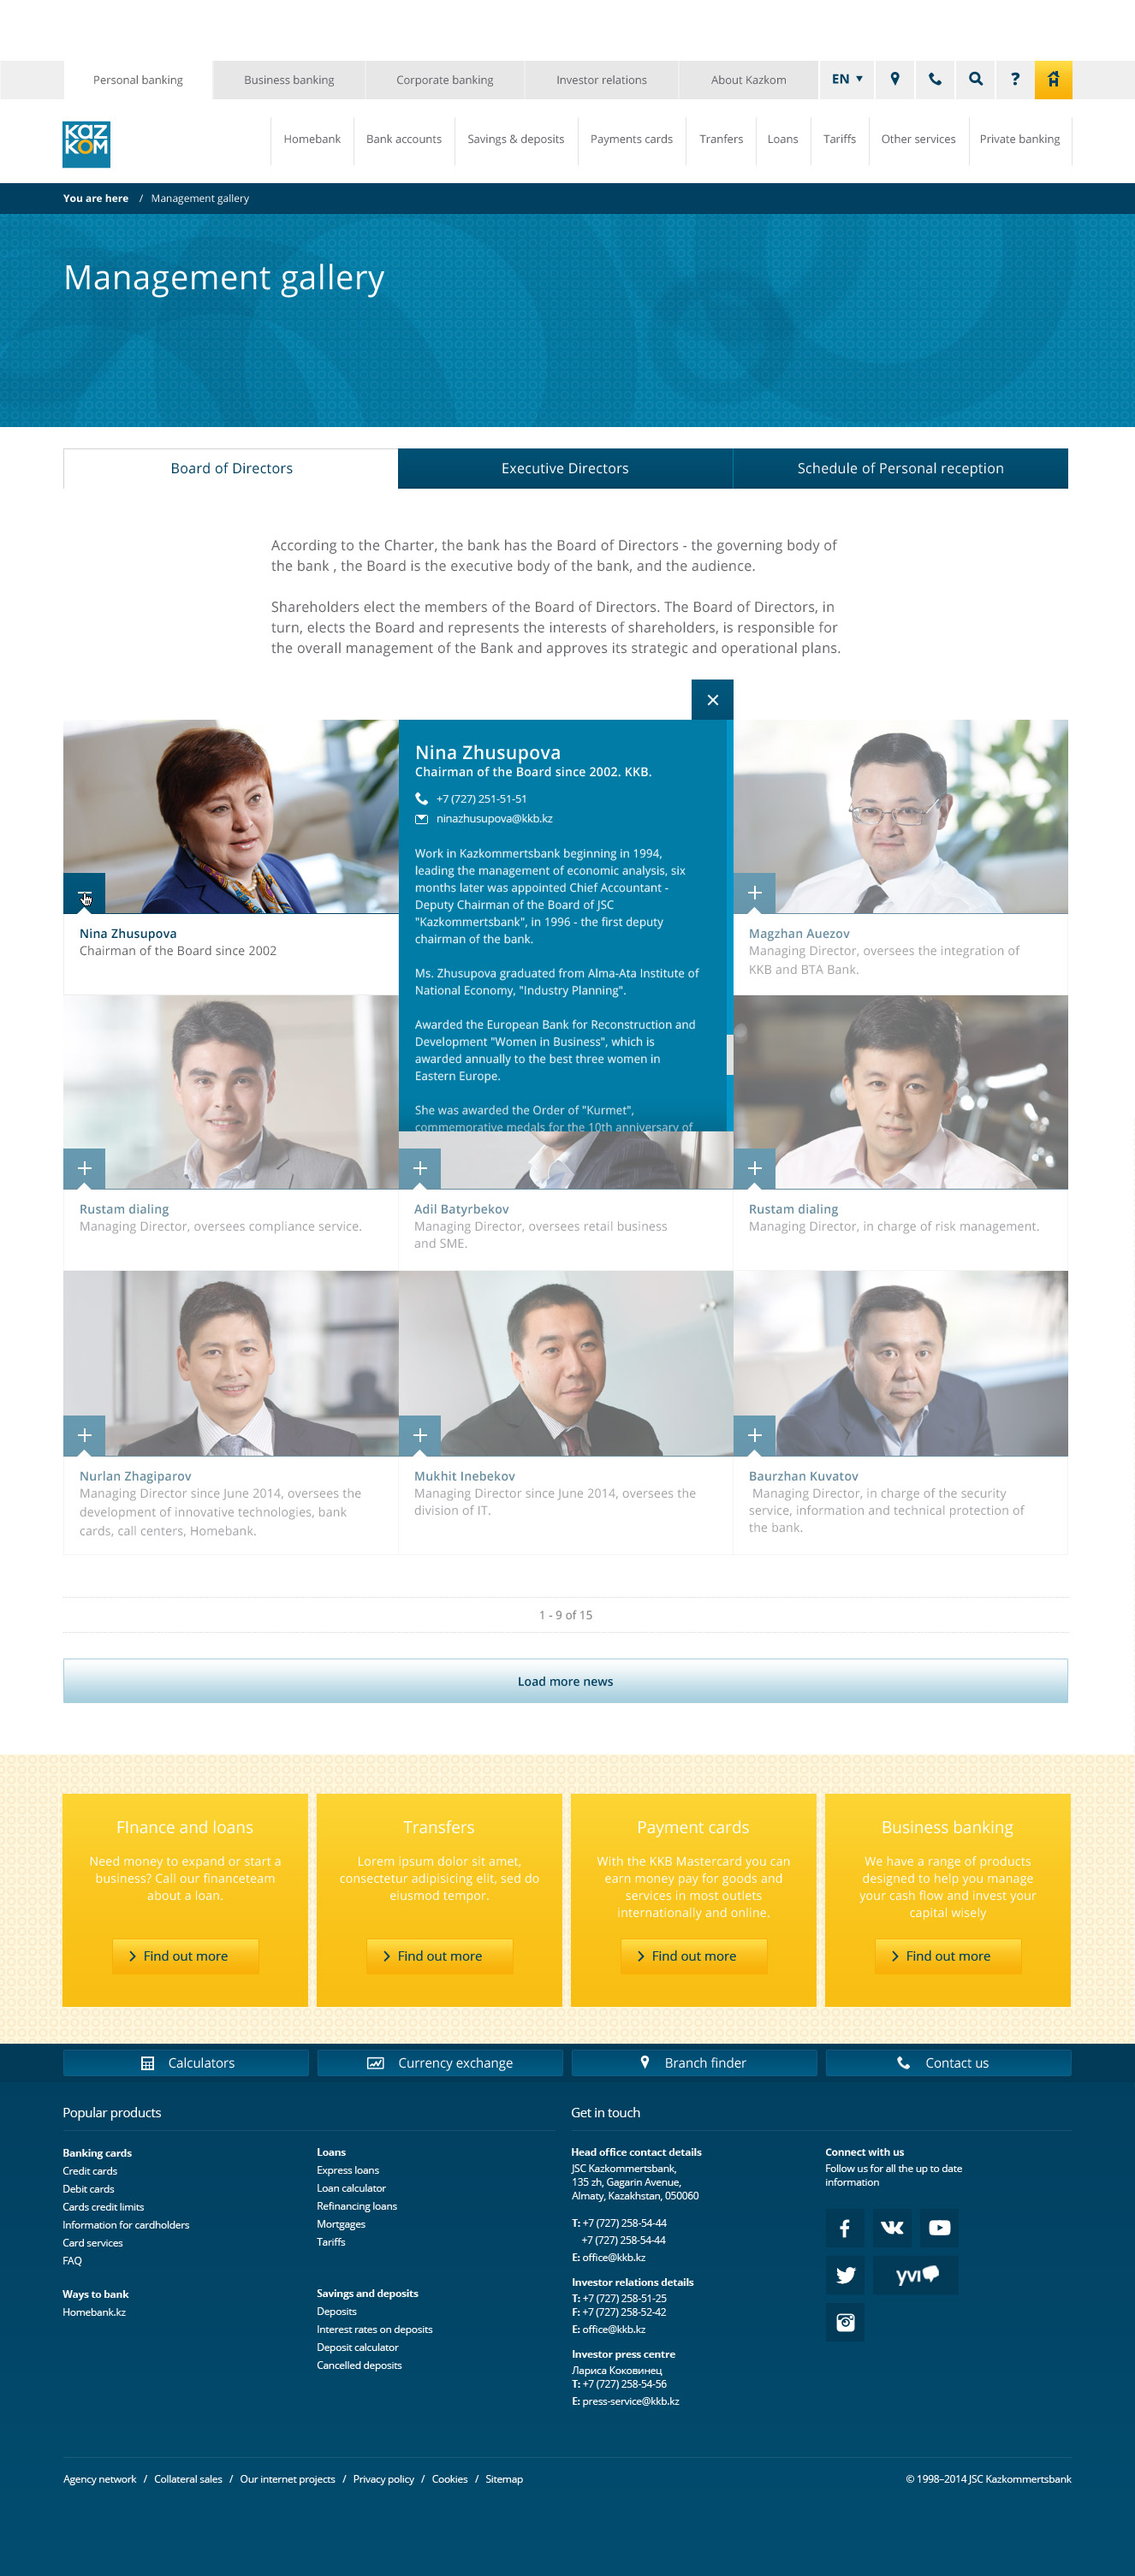 Personal banking
Business banking
Corporate banking
Investor relations
About Kazkom
EN
?
KAZ
KOM
Homebank
Bank accounts
Savings & deposits
Payments cards
Tranfers
Loans
Tariffs
Other services
Private banking
You are here / Management gallery
Management gallery
Board of Directors
Executive Directors
Schedule of Personal reception
According to the Charter, the bank has the Board of Directors - the governing body of
the bank , the Board is the executive body of the bank, and the audience.
Shareholders elect the members of the Board of Directors. The Board of Directors, in
turn, elects the Board and represents the interests of shareholders, is responsible for
the overall management of the Bank and approves its strategic and operational plans.
Nina Zhusupova
Chairman of the Board since 2002
Nina Zhusupova
Chairman of the Board since 2002. KKB.
+7 (727) 251-51-51
ninazhusupova@kkb.kz
Work in Kazkommertsbank beginning in 1994,
leading the management of economic analysis, six
months later was appointed Chief Accountant -
Deputy Chairman of the Board of JSC
"Kazkommertsbank", in 1996 - the first deputy
chairman of the bank.
Ms. Zhusupova graduated from Alma-Ata Institute of
National Economy, "Industry Planning".
Awarded the European Bank for Reconstruction and
Development "Women in Business", which is
awarded annually to the best three women in
Eastern Europe.
She was awarded the Order of "Kurmet",
commemorative medals for the 10th anniversary of
Magzhan Auezov
Managing Director, oversees the integration of
KKB and BTA Bank.
Rustam dialing
Managing Director, oversees compliance service.
Adil Batyrbekov
Managing Director, oversees retail business
and SME.
Rustam dialing
Managing Director, in charge of risk management.
Nurlan Zhagiparov
Managing Director since June 2014, oversees the
development of innovative technologies, bank
cards, call centers, Homebank.
Mukhit Inebekov
Managing Director since June 2014, oversees the
division of IT.
Baurzhan Kuvatov
Managing Director, in charge of the security
service, information and technical protection of
the bank.
1 - 9 of 15
Load more news
FInance and loans
Need money to expand or start a
business? Call our financeteam
about a loan.
Find out more
Transfers
Lorem ipsum dolor sit amet,
consectetur adipisicing elit, sed do
eiusmod tempor.
Find out more
Payment cards
With the KKB Mastercard you can
earn money pay for goods and
services in most outlets
internationally and online.
Find out more
Business banking
We have a range of products
designed to help you manage
your cash flow and invest your
capital wisely
Find out more
Calculators
Currency exchange
Branch finder
Contact us
Popular products
Banking cards
Credit cards
Debit cards
Cards credit limits
Information for cardholders
Card services
FAQ
Ways to bank
Homebank.kz
Loans
Express loans
Loan calculator
Refinancing loans
Mortgages
Tariffs
Savings and deposits
Deposits
Interest rates on deposits
Deposit calculator
Cancelled deposits
Get in touch
Head office contact details
JSC Kazkommertsbank,
135 zh, Gagarin Avenue,
Almaty, Kazakhstan, 050060
T: +7 (727) 258-54-44
+7 (727) 258-54-44
E: office@kkb.kz
Investor relations details
T: +7 (727) 258-51-25
F: +7 (727) 258-52-42
E: office@kkb.kz
Investor press centre
Лариса Коковинец
T: +7 (727) 258-54-56
E: press-service@kkb.kz
Connect with us
Follow us for all the up to date
information
yvi
Agency network / Collateral sales / Our internet projects / Privacy policy / Cookies / Sitemap
© 1998–2014 JSC Kazkommertsbank